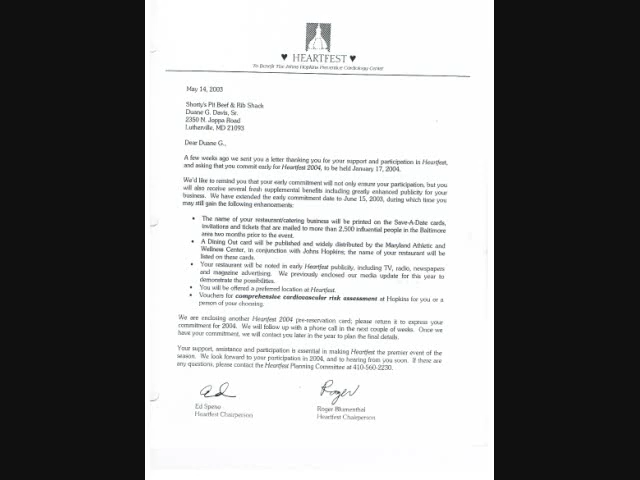 ♥ HEARTFEST ♥
To Benefit The Johns Hopkins Preventive Cardiology Center
May 14, 2003
Shorty's Pit Beef & Rib Shack
Duane G. Davis, Sr.
2350 N. Joppa Road
Lutherville, MD 21093
Dear Duane G.,
A few weeks ago we sent you a letter thanking you for your support and participation in Heartfest,
and asking that you commit early for Heartfest 2004, to be held January 17, 2004.
We'd like to remind you that your early commitment will not only ensure your participation, but you
will also receive several fresh supplemental benefits including greatly enhanced publicity for your
business. We have extended the early commitment date to June 15, 2003, during which time you
may still gain the following enhancements:
• The name of your restaurant/catering business will be printed on the Save-A-Date cards,
invitations and tickets that are mailed to more than 2,500 influential people in the Baltimore
area two months prior to the event.
• A Dining Out card will be published and widely distributed by the Maryland Athletic and
Wellness Center, in conjunction with Johns Hopkins; the name of your restaurant will be
listed on these cards.
• Your restaurant will be noted in early Heartfest publicity, including TV, radio, newspapers
and magazine advertising. We previously enclosed our media update for this year to
demonstrate the possibilities.
• You will be offered a preferred location at Heartfest.
• Vouchers for comprehensive cardiovascular risk assessment at Hopkins for you or a
person of your choosing.
We are enclosing another Heartfest 2004 pre-reservation card; please return it to express your
commitment for 2004. We will follow up with a phone call in the next couple of weeks. Once we
have your commitment, we will contact you later in the year to plan the final details.
Your support, assistance and participation is essential in making Heartfest the premier event of the
season. We look forward to your participation in 2004, and to hearing from you soon. If there are
any questions, please contact the Heartfest Planning Committee at 410-560-2230.
Ed
Roger
Ed Speno
Roger Blumenthal
Heartfest Chairperson
Heartfest Chairperson